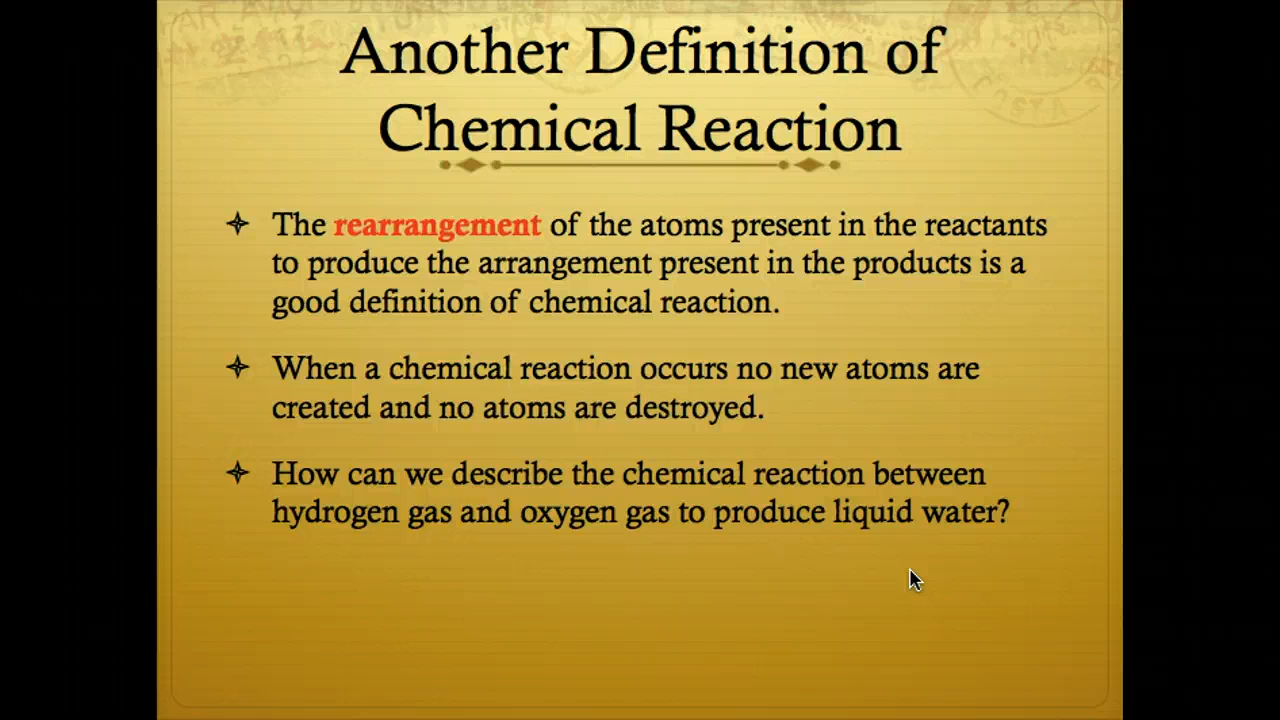 Another Definition of
Chemical Reaction
The rearrangement of the atoms present in the reactants
to produce the arrangement present in the products is a
good definition of chemical reaction.
When a chemical reaction occurs no new atoms are
created and no atoms are destroyed.
How can we describe the chemical reaction between
hydrogen gas and oxygen gas to produce liquid water?